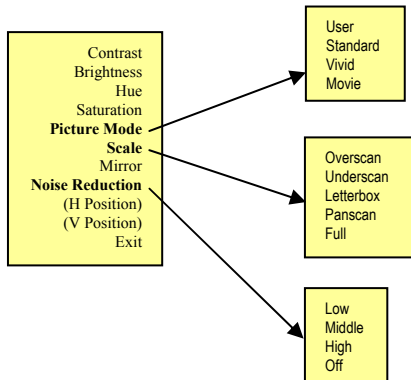 Contrast
Brightness
Hue
Saturation
Picture Mode
Scale
Mirror
Noise Reduction
(H Position)
(V Position)
Exit
User
Standard
Vivid
Movie
Overscan
Underscan
Letterbox
Panscan
Full
Low
Middle
High
Off